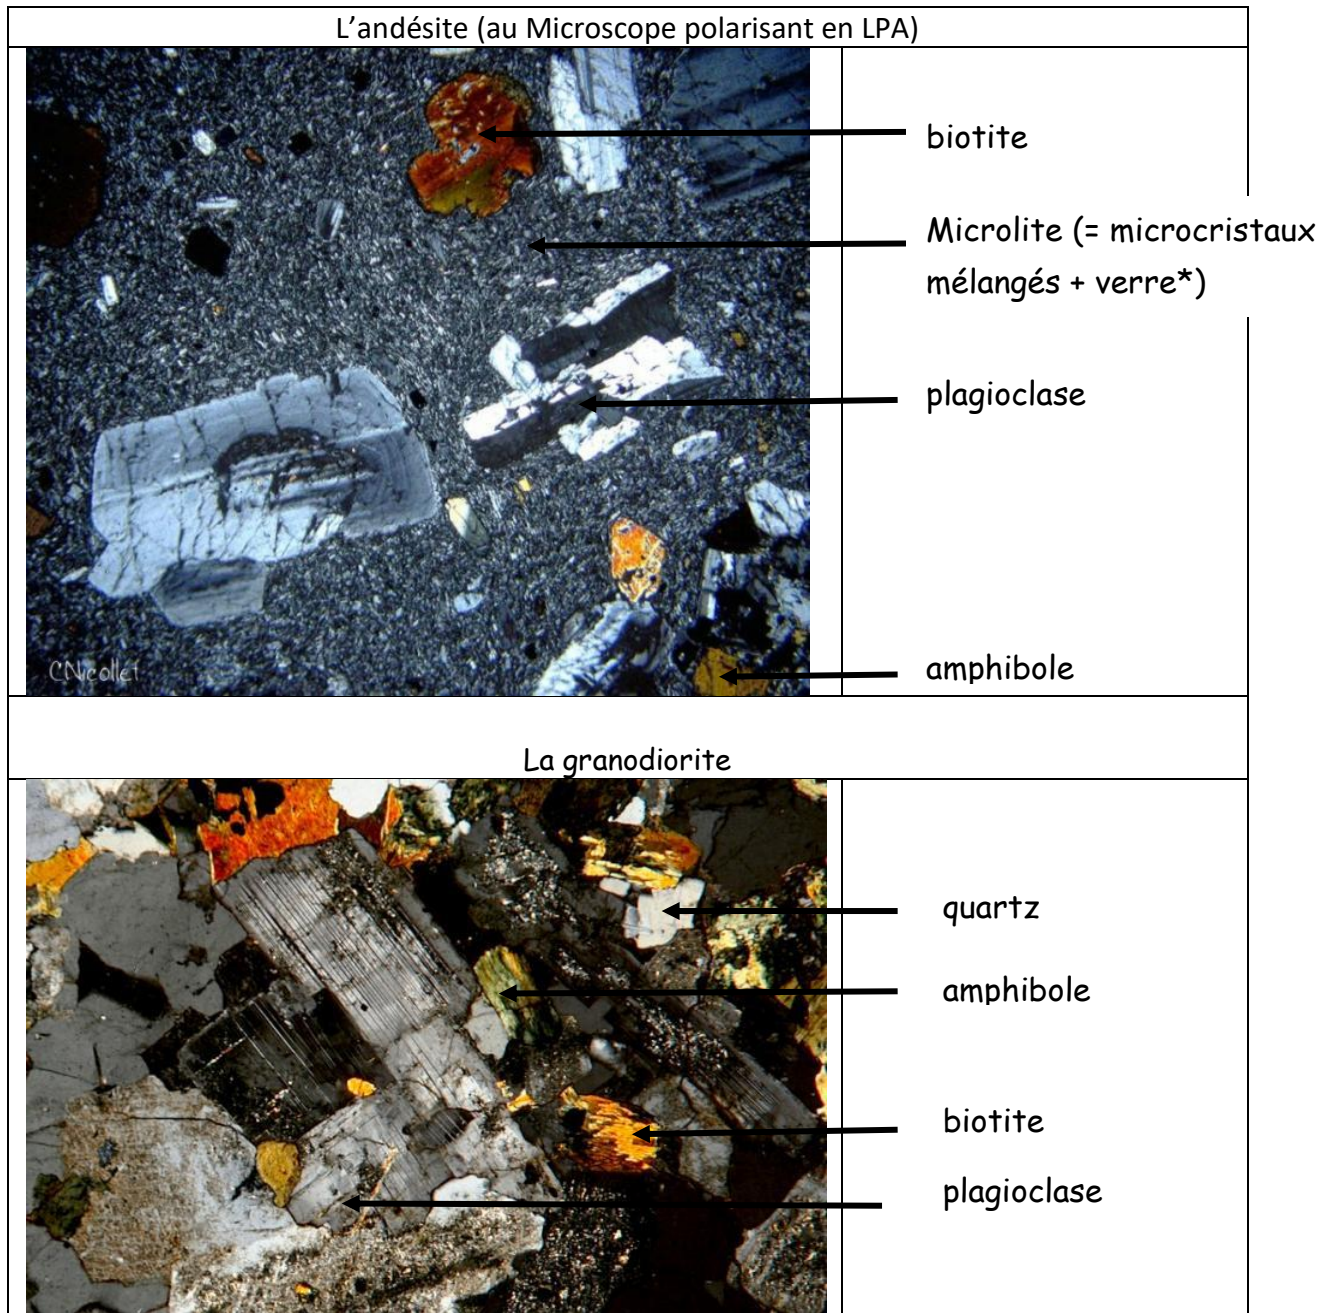 L'andésite (au Microscope polarisant en LPA)
biotite
Microlite (= microcristaux
mélangés + verre*)
plagioclase
amphibole
CNicollet
La granodiorite
quartz
amphibole
biotite
plagioclase